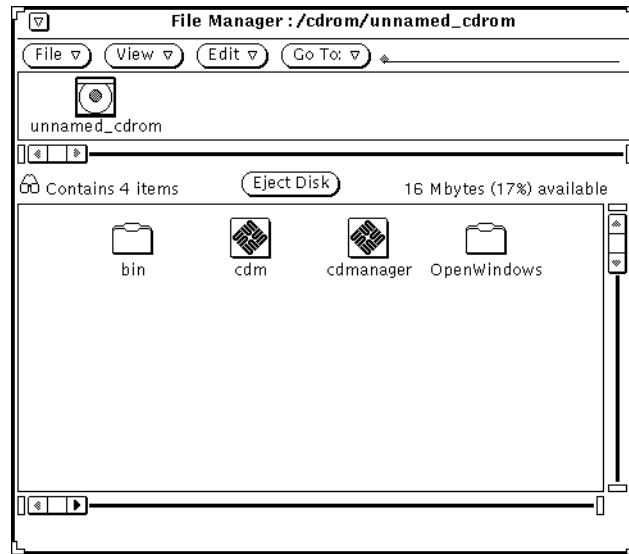 File Manager : /cdrom/unnamed_cdrom
File View Edit Go To:
unnamed_cdrom
Contains 4 items Eject Disk 16 Mbytes (17%) available
bin cdm cdmanager OpenWindows